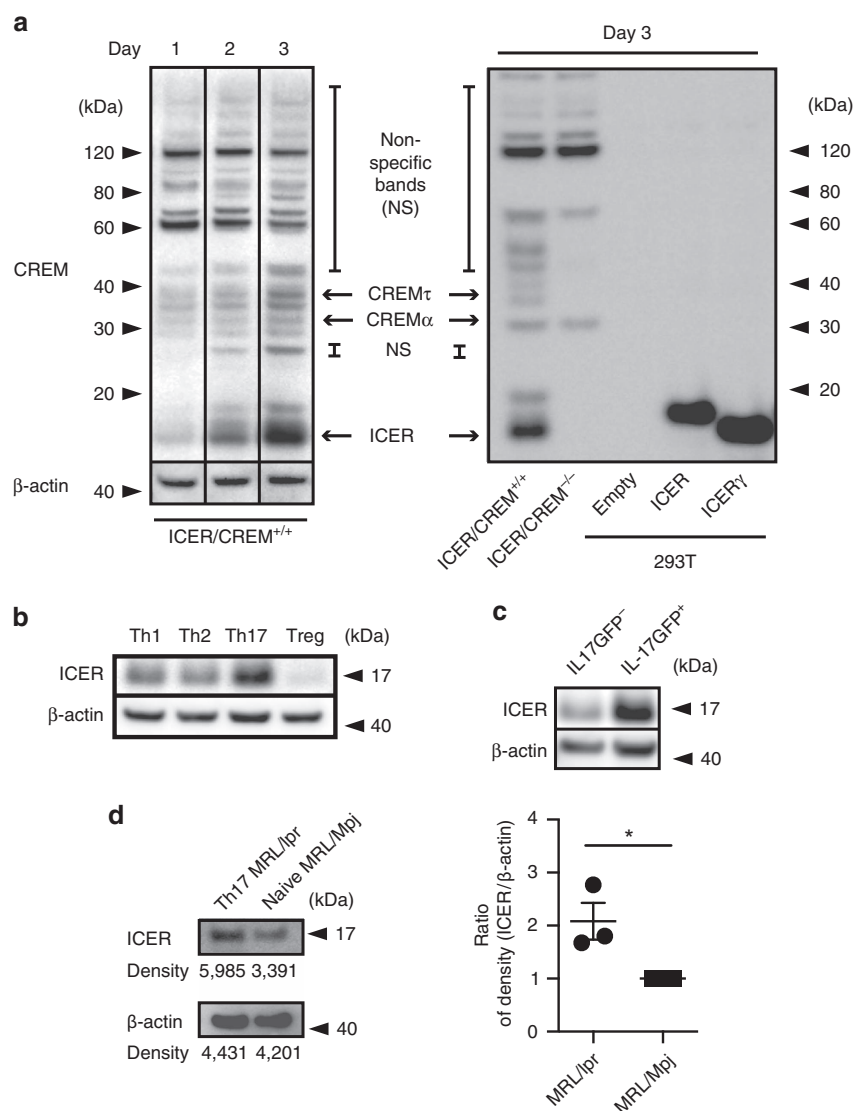 a
Day 1 2 3
(kDa)
120
80
60
CREM
40
30
20
β-actin
40
ICER/CREM+/+
Non-
specific
bands
(NS)
CREMτ
CREMα
NS
ICER
Day 3
(kDa)
120
80
60
40
30
20
ICER/CREM+/+
ICER/CREM−/−
Empty
ICER
ICERγ
293T
b
Th1 Th2 Th17 Treg (kDa)
ICER 17
β-actin 40
c
IL17GFP−
IL-17GFP+
(kDa)
ICER 17
β-actin 40
d
Th17 MRL/lpr
Naive MRL/Mpj
(kDa)
ICER 17
Density 5,985 3,391
β-actin 40
Density 4,431 4,201
Ratio
of density (ICER/β-actin)
4
3
2
1
0
*
MRL/lpr
MRL/Mpj